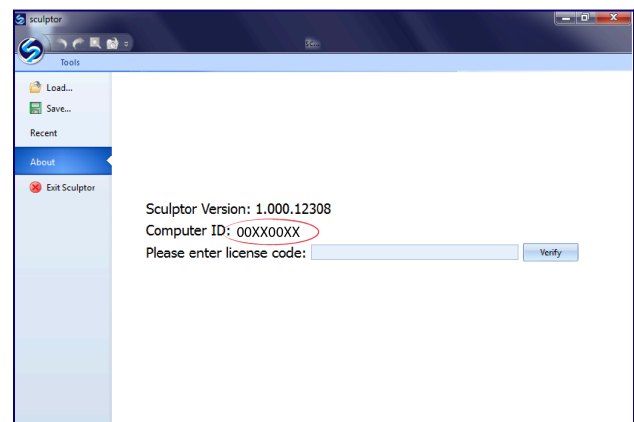 sculptor
sc...
Tools
Load...
Save...
Recent
About
Exit Sculptor
Sculptor Version: 1.000.12308
Computer ID: 00XX00XX
Please enter license code:
Verify